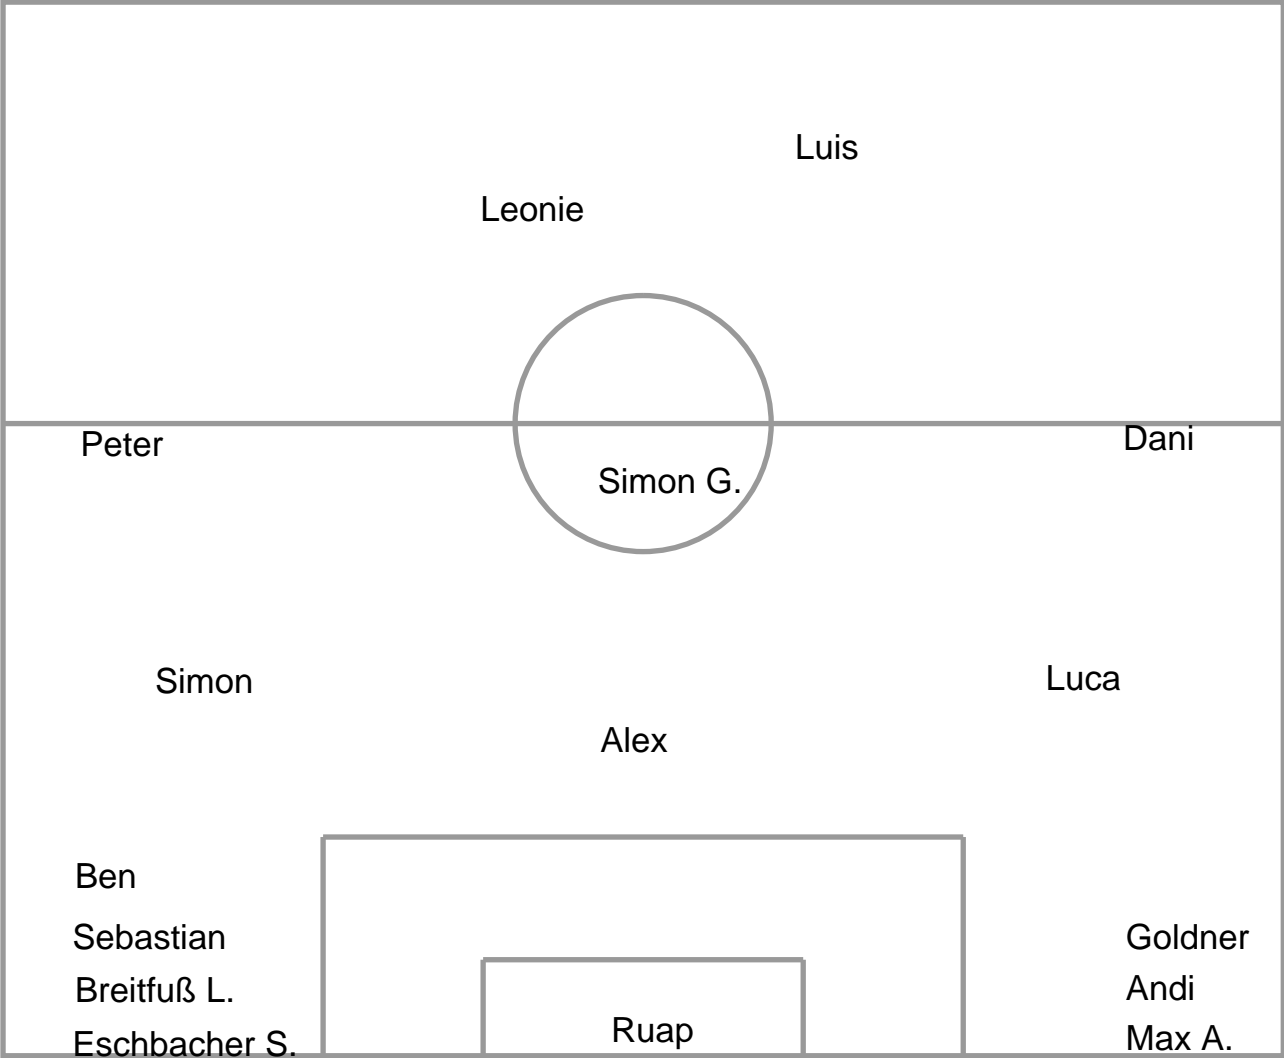 Luis
Leonie
Peter
Dani
Simon G.
Simon
Luca
Alex
Ben
Sebastian
Goldner
Breitfuß L.
Andi
Ruap
Eschbacher S.
Max A.